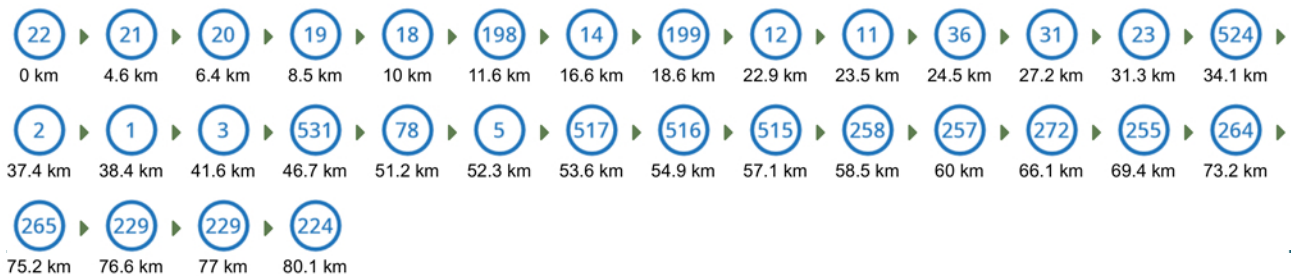 22 21 20 19 18 198 14 199 12 11 36 31 23 524
0 km 4.6 km 6.4 km 8.5 km 10 km 11.6 km 16.6 km 18.6 km 22.9 km 23.5 km 24.5 km 27.2 km 31.3 km 34.1 km
2 1 3 531 78 5 517 516 515 258 257 272 255 264
37.4 km 38.4 km 41.6 km 46.7 km 51.2 km 52.3 km 53.6 km 54.9 km 57.1 km 58.5 km 60 km 66.1 km 69.4 km 73.2 km
265 229 229 224
75.2 km 76.6 km 77 km 80.1 km